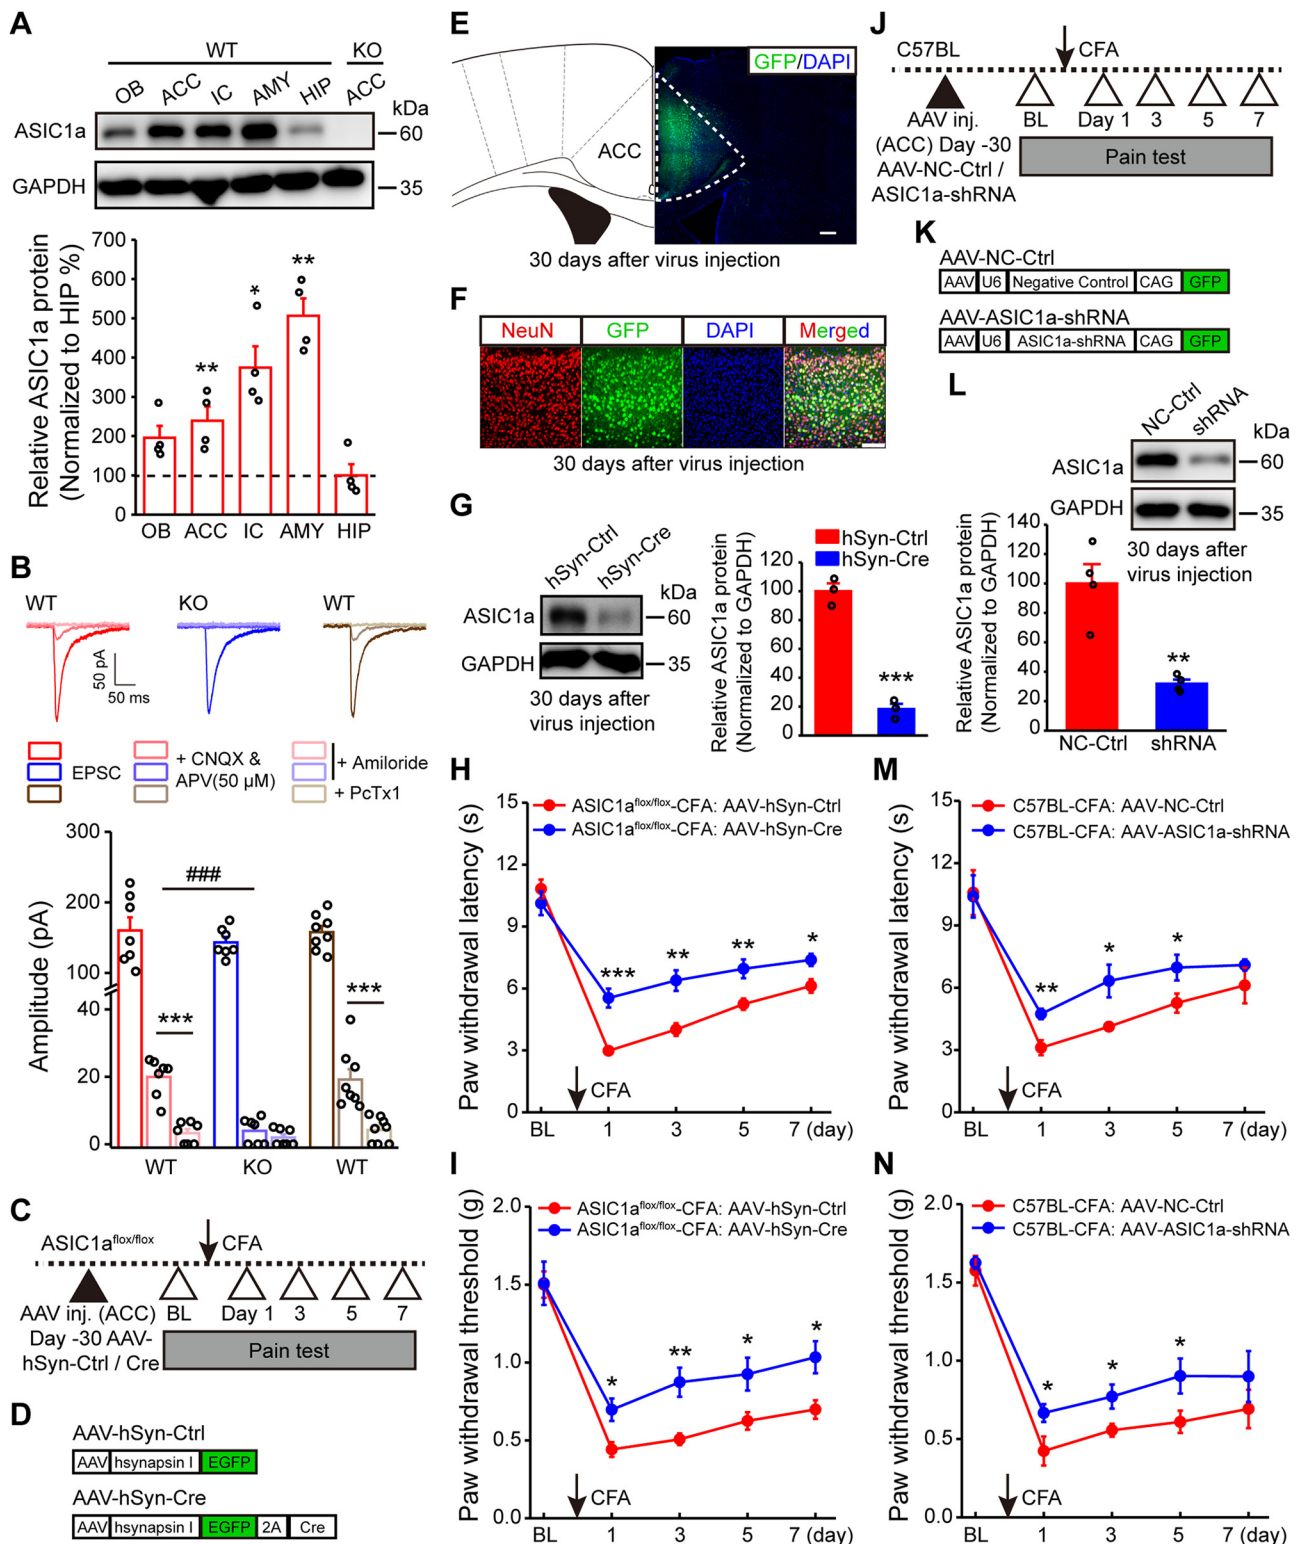 A
WT
KO
OB
ACC
IC
AMY
HIP
ACC
kDa
ASIC1a
60
GAPDH
35
Relative ASIC1a protein
(Normalized to HIP %)
700
600
500
400
300
200
100
0
**
*
**
OB ACC IC AMY HIP
B
WT
KO
WT
50 pA
50 ms
EPSC
+ CNQX &
APV(50 μM)
+ Amiloride
+ PcTx1
Amplitude (pA)
300
200
100
40
20
0
###
***
***
WT KO WT
C
ASIC1a flox/flox
CFA
AAV inj. (ACC)
Day -30 AAV-
hSyn-Ctrl / Cre
BL Day 1 3 5 7
Pain test
D
AAV-hSyn-Ctrl
AAV hsynapsin I EGFP
AAV-hSyn-Cre
AAV hsynapsin I EGFP 2A Cre
E
GFP/DAPI
ACC
30 days after virus injection
F
NeuN GFP DAPI Merged
30 days after virus injection
G
hSyn-Ctrl
hSyn-Cre
kDa
ASIC1a
60
GAPDH
35
30 days after
virus injection
hSyn-Ctrl
hSyn-Cre
Relative ASIC1a protein
(Normalized to GAPDH)
120
100
80
60
40
20
0
***
H
Paw withdrawal latency (s)
ASIC1a flox/flox-CFA: AAV-hSyn-Ctrl
ASIC1a flox/flox-CFA: AAV-hSyn-Cre
15
12
9
6
3
0
***
**
**
*
CFA
BL 1 3 5 7 (day)
I
Paw withdrawal threshold (g)
ASIC1a flox/flox-CFA: AAV-hSyn-Ctrl
ASIC1a flox/flox-CFA: AAV-hSyn-Cre
2.0
1.5
1.0
0.5
0.0
*
**
*
*
CFA
BL 1 3 5 7 (day)
J
C57BL
CFA
AAV inj.
(ACC) Day -30
AAV-NC-Ctrl /
ASIC1a-shRNA
BL Day 1 3 5 7
Pain test
K
AAV-NC-Ctrl
AAV U6 Negative Control CAG GFP
AAV-ASIC1a-shRNA
AAV U6 ASIC1a-shRNA CAG GFP
L
NC-Ctrl
shRNA
kDa
ASIC1a
60
GAPDH
35
30 days after
virus injection
Relative ASIC1a protein
(Normalized to GAPDH)
140
120
100
80
60
40
20
0
**
NC-Ctrl shRNA
M
Paw withdrawal latency (s)
C57BL-CFA: AAV-NC-Ctrl
C57BL-CFA: AAV-ASIC1a-shRNA
15
12
9
6
3
0
**
*
*
CFA
BL 1 3 5 7 (day)
N
Paw withdrawal threshold (g)
C57BL-CFA: AAV-NC-Ctrl
C57BL-CFA: AAV-ASIC1a-shRNA
2.0
1.5
1.0
0.5
0.0
*
*
*
CFA
BL 1 3 5 7 (day)